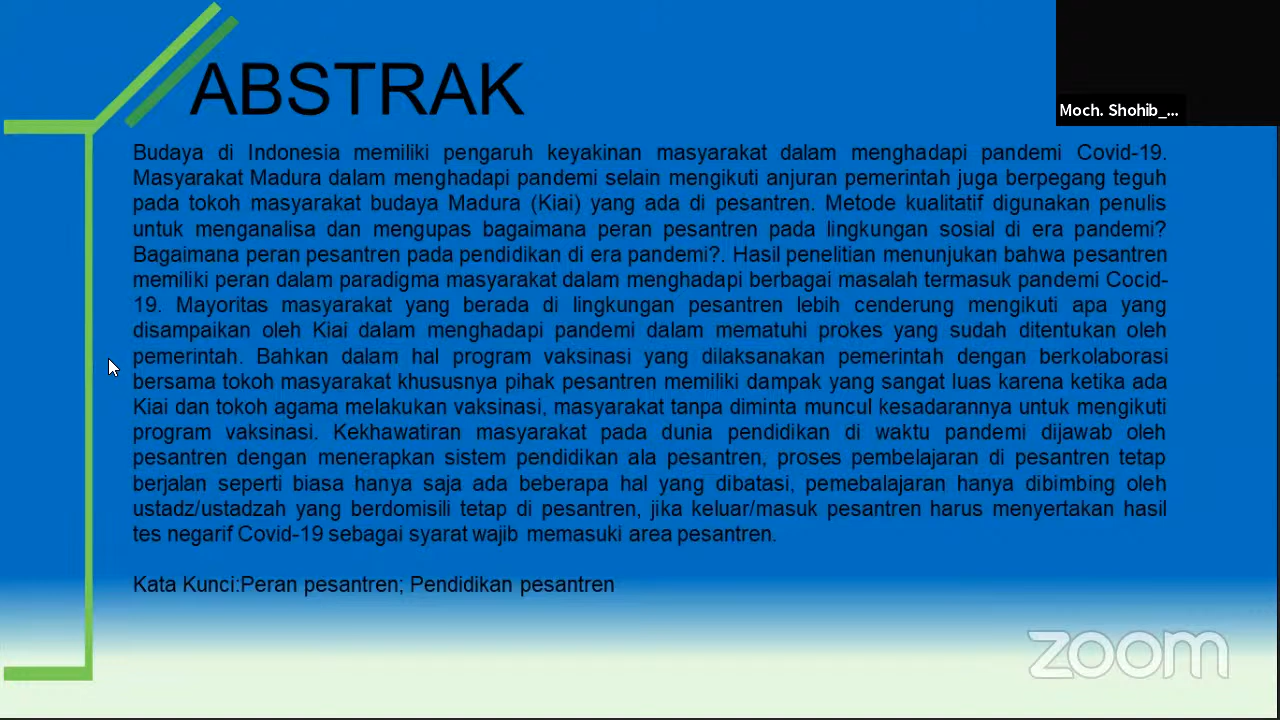 ABSTRAK
Moch. Shohib_...
Budaya di Indonesia memiliki pengaruh keyakinan masyarakat dalam menghadapi pandemi Covid-19.
Masyarakat Madura dalam menghadapi pandemi selain mengikuti anjuran pemerintah juga berpegang teguh
pada tokoh masyarakat budaya Madura (Kiai) yang ada di pesantren. Metode kualitatif digunakan penulis
untuk menganalisa dan mengupas bagaimana peran pesantren pada lingkungan sosial di era pandemi?
Bagaimana peran pesantren pada pendidikan di era pandemi?. Hasil penelitian menunjukan bahwa pesantren
memiliki peran dalam paradigma masyarakat dalam menghadapi berbagai masalah termasuk pandemi Cocid-
19. Mayoritas masyarakat yang berada di lingkungan pesantren lebih cenderung mengikuti apa yang
disampaikan oleh Kiai dalam menghadapi pandemi dalam mematuhi prokes yang sudah ditentukan oleh
pemerintah. Bahkan dalam hal program vaksinasi yang dilaksanakan pemerintah dengan berkolaborasi
bersama tokoh masyarakat khususnya pihak pesantren memiliki dampak yang sangat luas karena ketika ada
Kiai dan tokoh agama melakukan vaksinasi, masyarakat tanpa diminta muncul kesadarannya untuk mengikuti
program vaksinasi. Kekhawatiran masyarakat pada dunia pendidikan di waktu pandemi dijawab oleh
pesantren dengan menerapkan sistem pendidikan ala pesantren, proses pembelajaran di pesantren tetap
berjalan seperti biasa hanya saja ada beberapa hal yang dibatasi, pemebalajaran hanya dibimbing oleh
ustadz/ustadzah yang berdomisili tetap di pesantren, jika keluar/masuk pesantren harus menyertakan hasil
tes negarif Covid-19 sebagai syarat wajib memasuki area pesantren.
Kata Kunci:Peran pesantren; Pendidikan pesantren
zoom